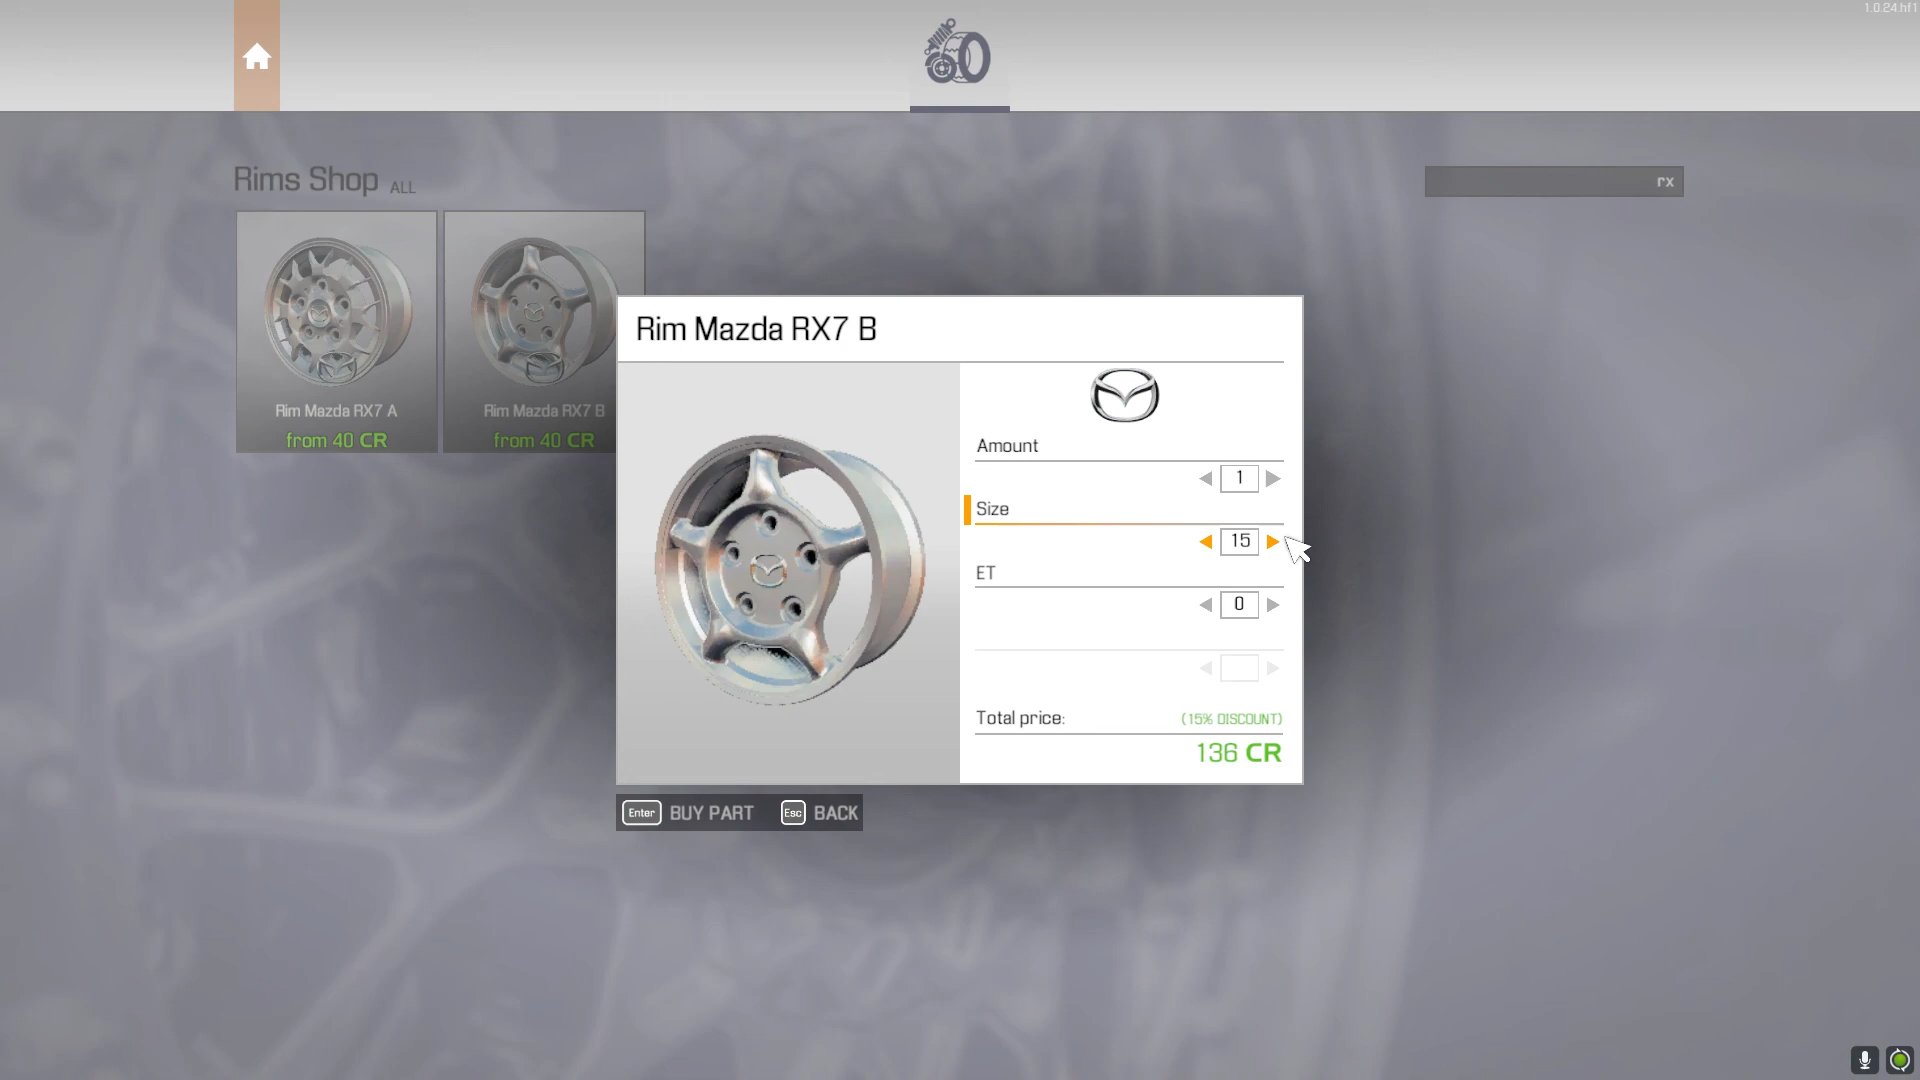 1.0.24.hf1
Rims Shop ALL
rx
Rim Mazda RX7 A
from 40 CR
Rim Mazda RX7 B
from 40 CR
Rim Mazda RX7 B
Amount
1
Size
15
ET
0
Total price:
(15% DISCOUNT)
136 CR
Enter BUY PART Esc BACK